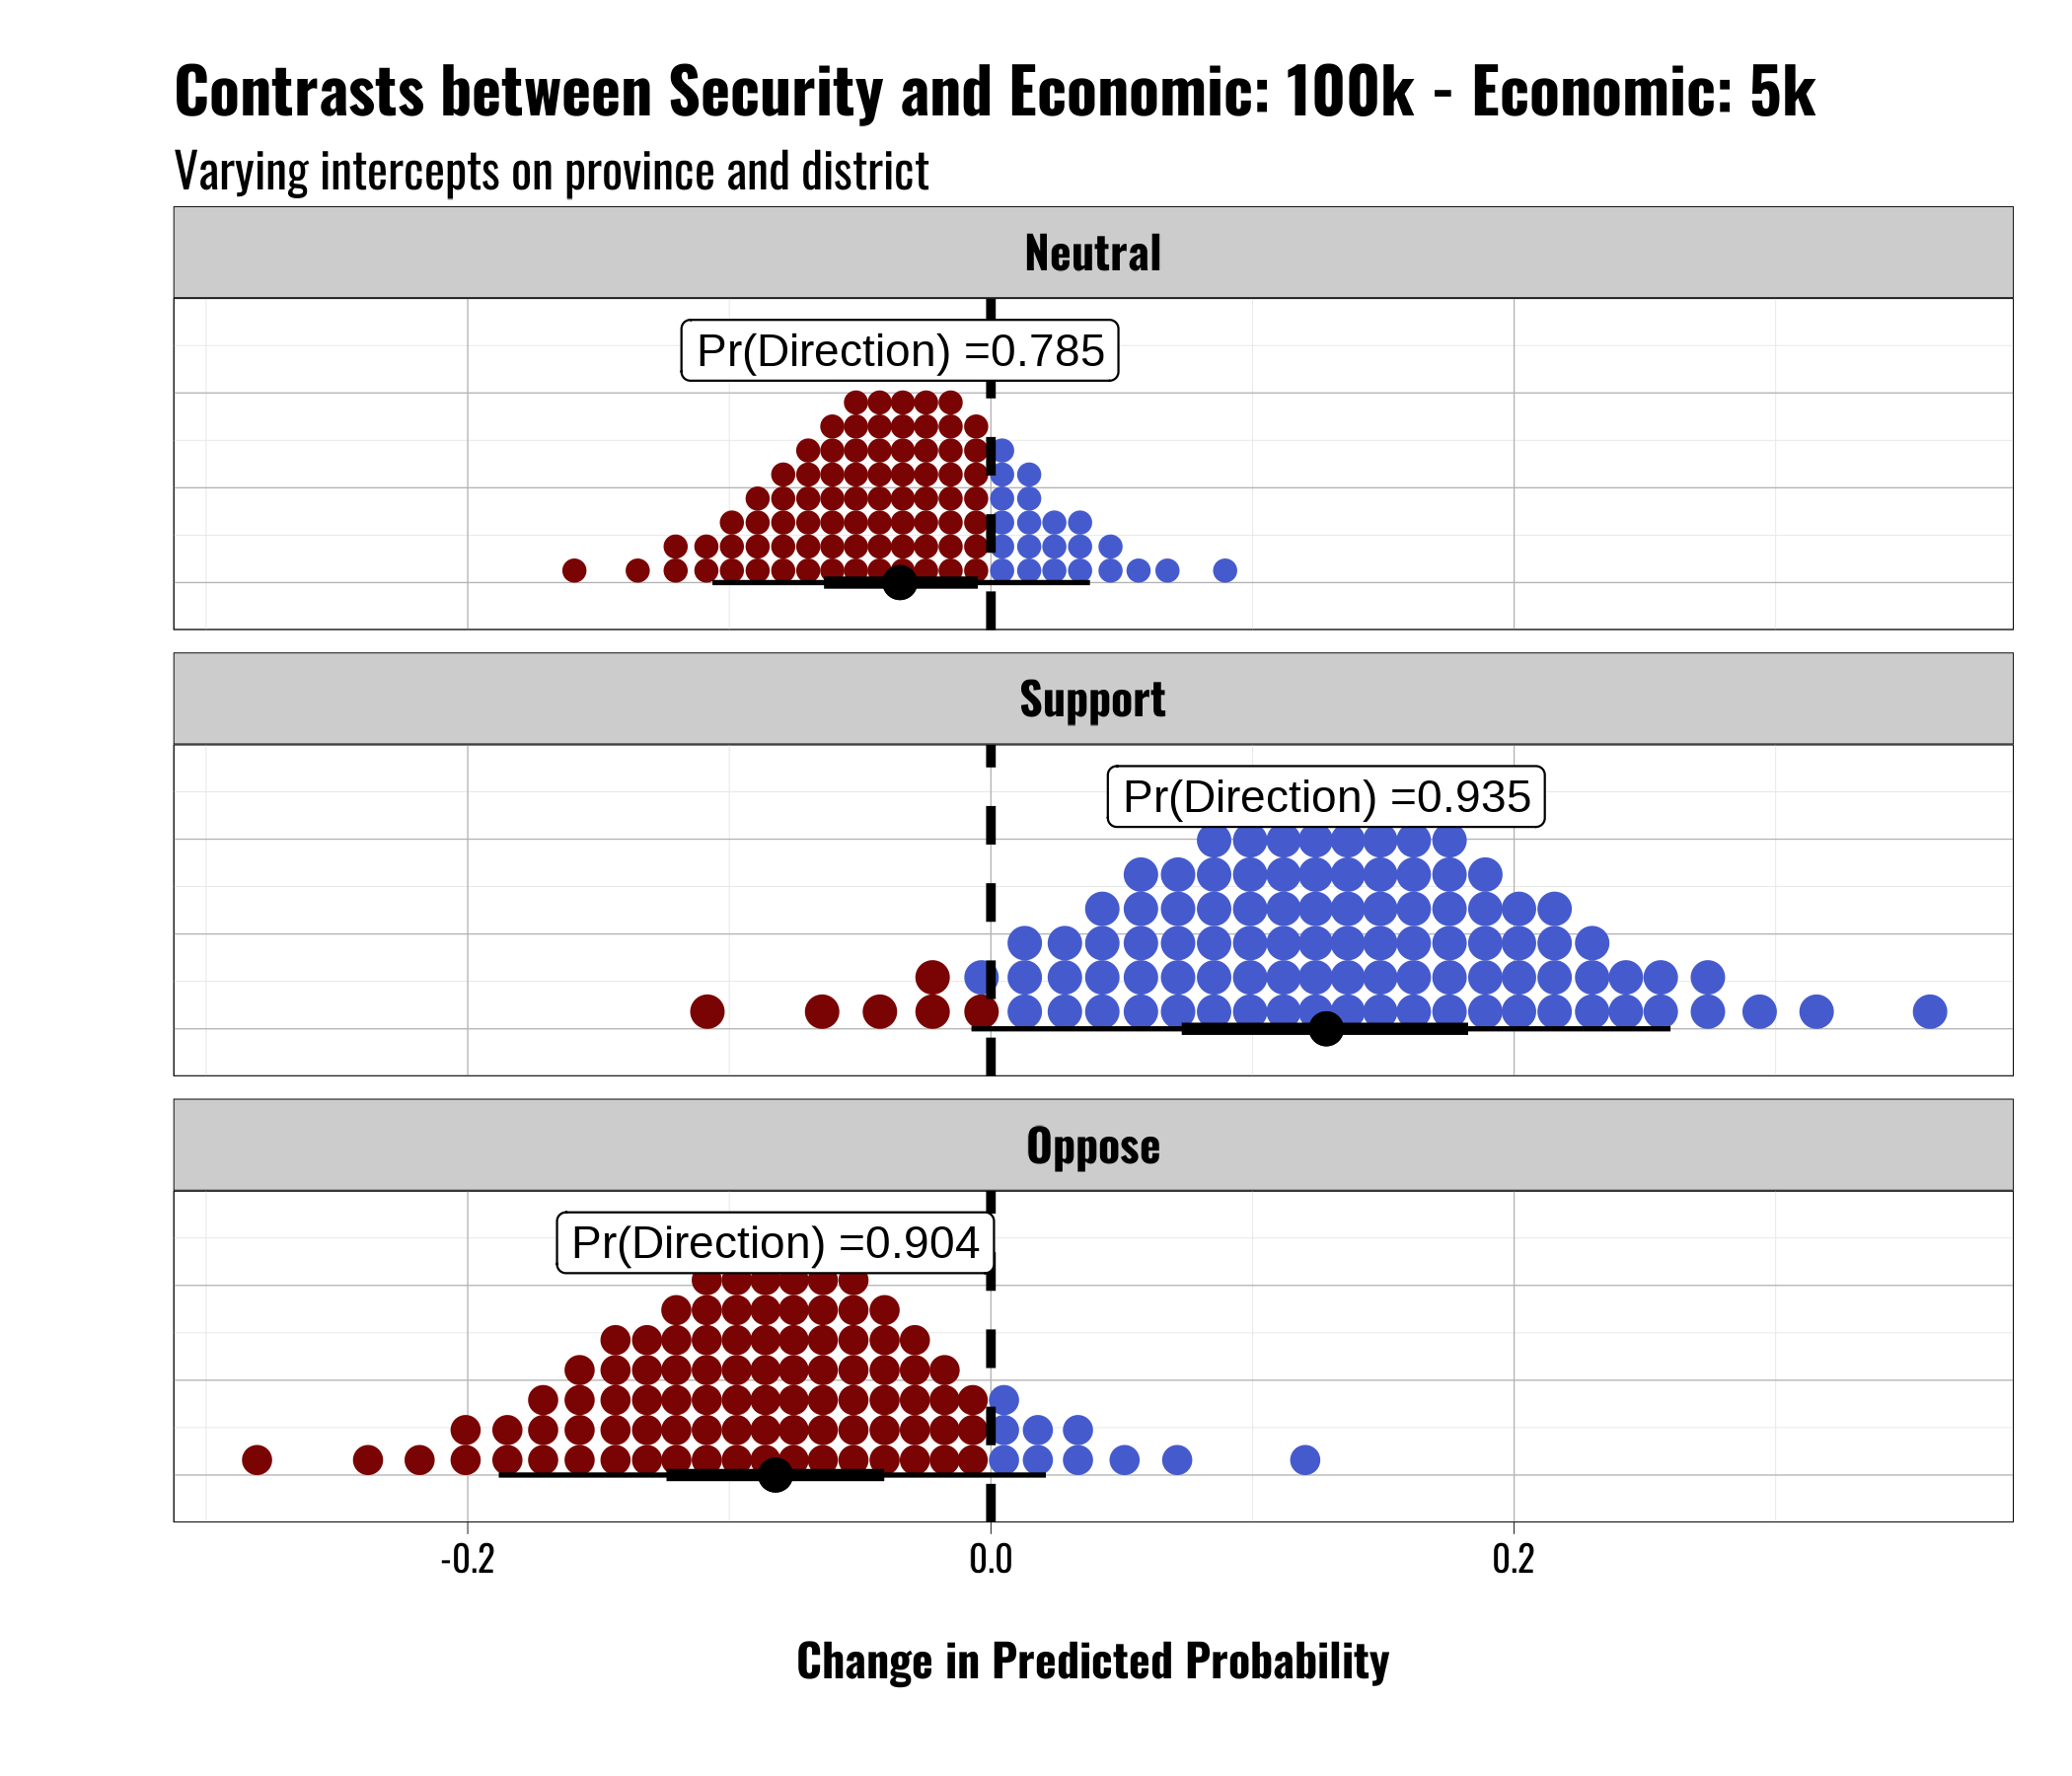 Contrasts between Security and Economic: 100k - Economic: 5k
Varying intercepts on province and district
Neutral
Pr(Direction) =0.785
Support
Pr(Direction) =0.935
Oppose
Pr(Direction) =0.904
-0.2 0.0 0.2
Change in Predicted Probability